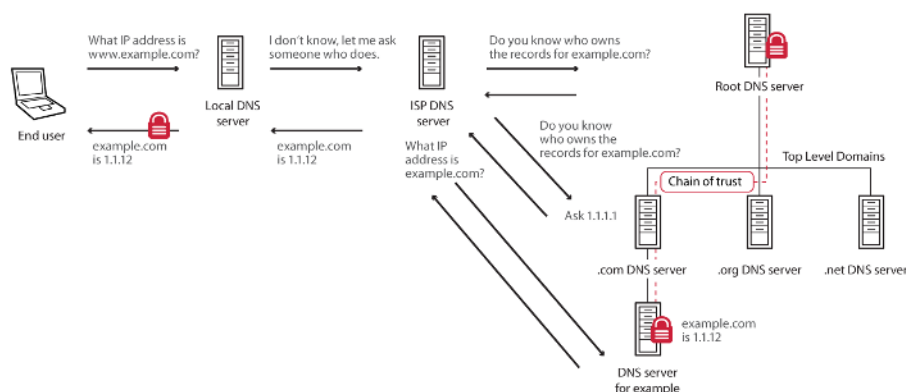 What IP address is
www.example.com?
I don't know, let me ask
someone who does.
Do you know who owns
the records for example.com?
Root DNS server
Local DNS
server
ISP DNS
server
End user
example.com
is 1.1.12
example.com
is 1.1.12
What IP
address is
example.com?
Do you know
who owns the
records for example.com?
Top Level Domains
Chain of trust
Ask 1.1.1.1
.com DNS server
.org DNS server
.net DNS server
example.com
is 1.1.12
DNS server
for example